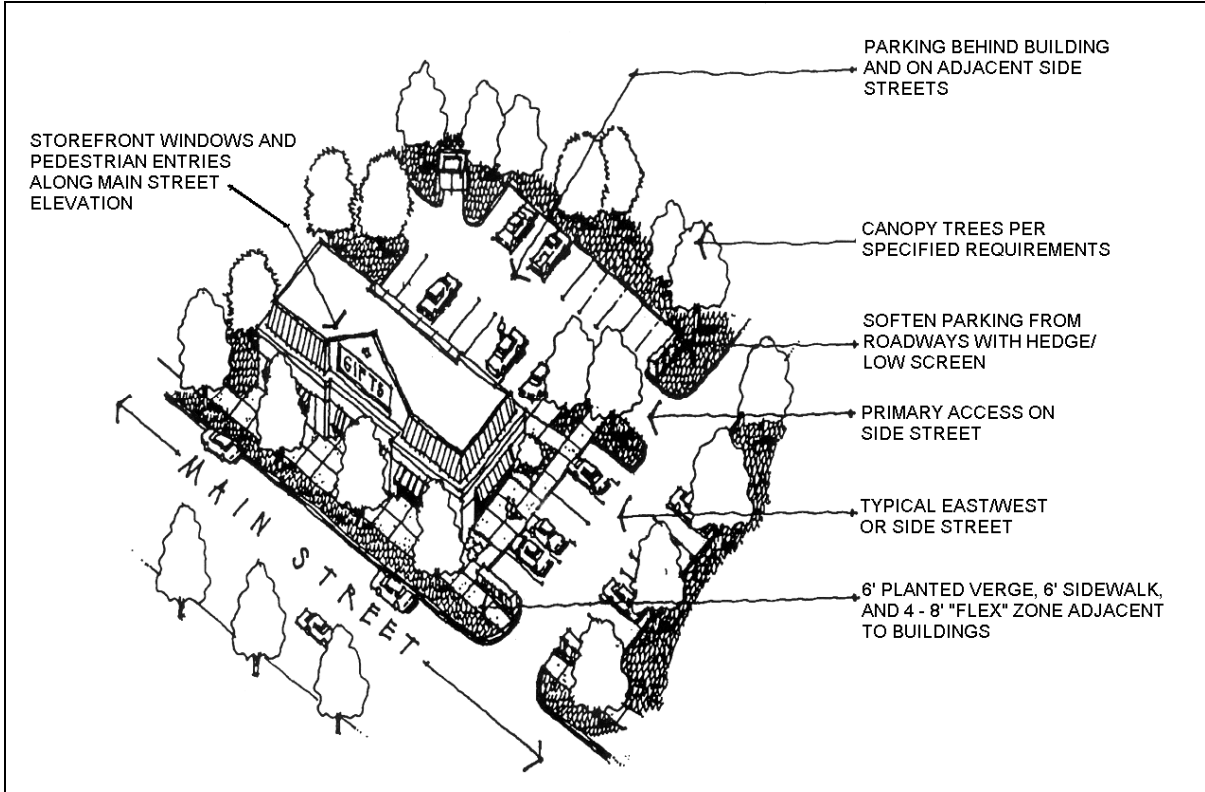 PARKING BEHIND BUILDING
AND ON ADJACENT SIDE
STREETS
STOREFRONT WINDOWS AND
PEDESTRIAN ENTRIES
ALONG MAIN STREET
ELEVATION
CANOPY TREES PER
SPECIFIED REQUIREMENTS
SOFTEN PARKING FROM
ROADWAYS WITH HEDGE/
LOW SCREEN
GIFTS
PRIMARY ACCESS ON
SIDE STREET
MAIN STREET
TYPICAL EAST/WEST
OR SIDE STREET
6' PLANTED VERGE, 6' SIDEWALK,
AND 4 - 8' "FLEX" ZONE ADJACENT
TO BUILDINGS